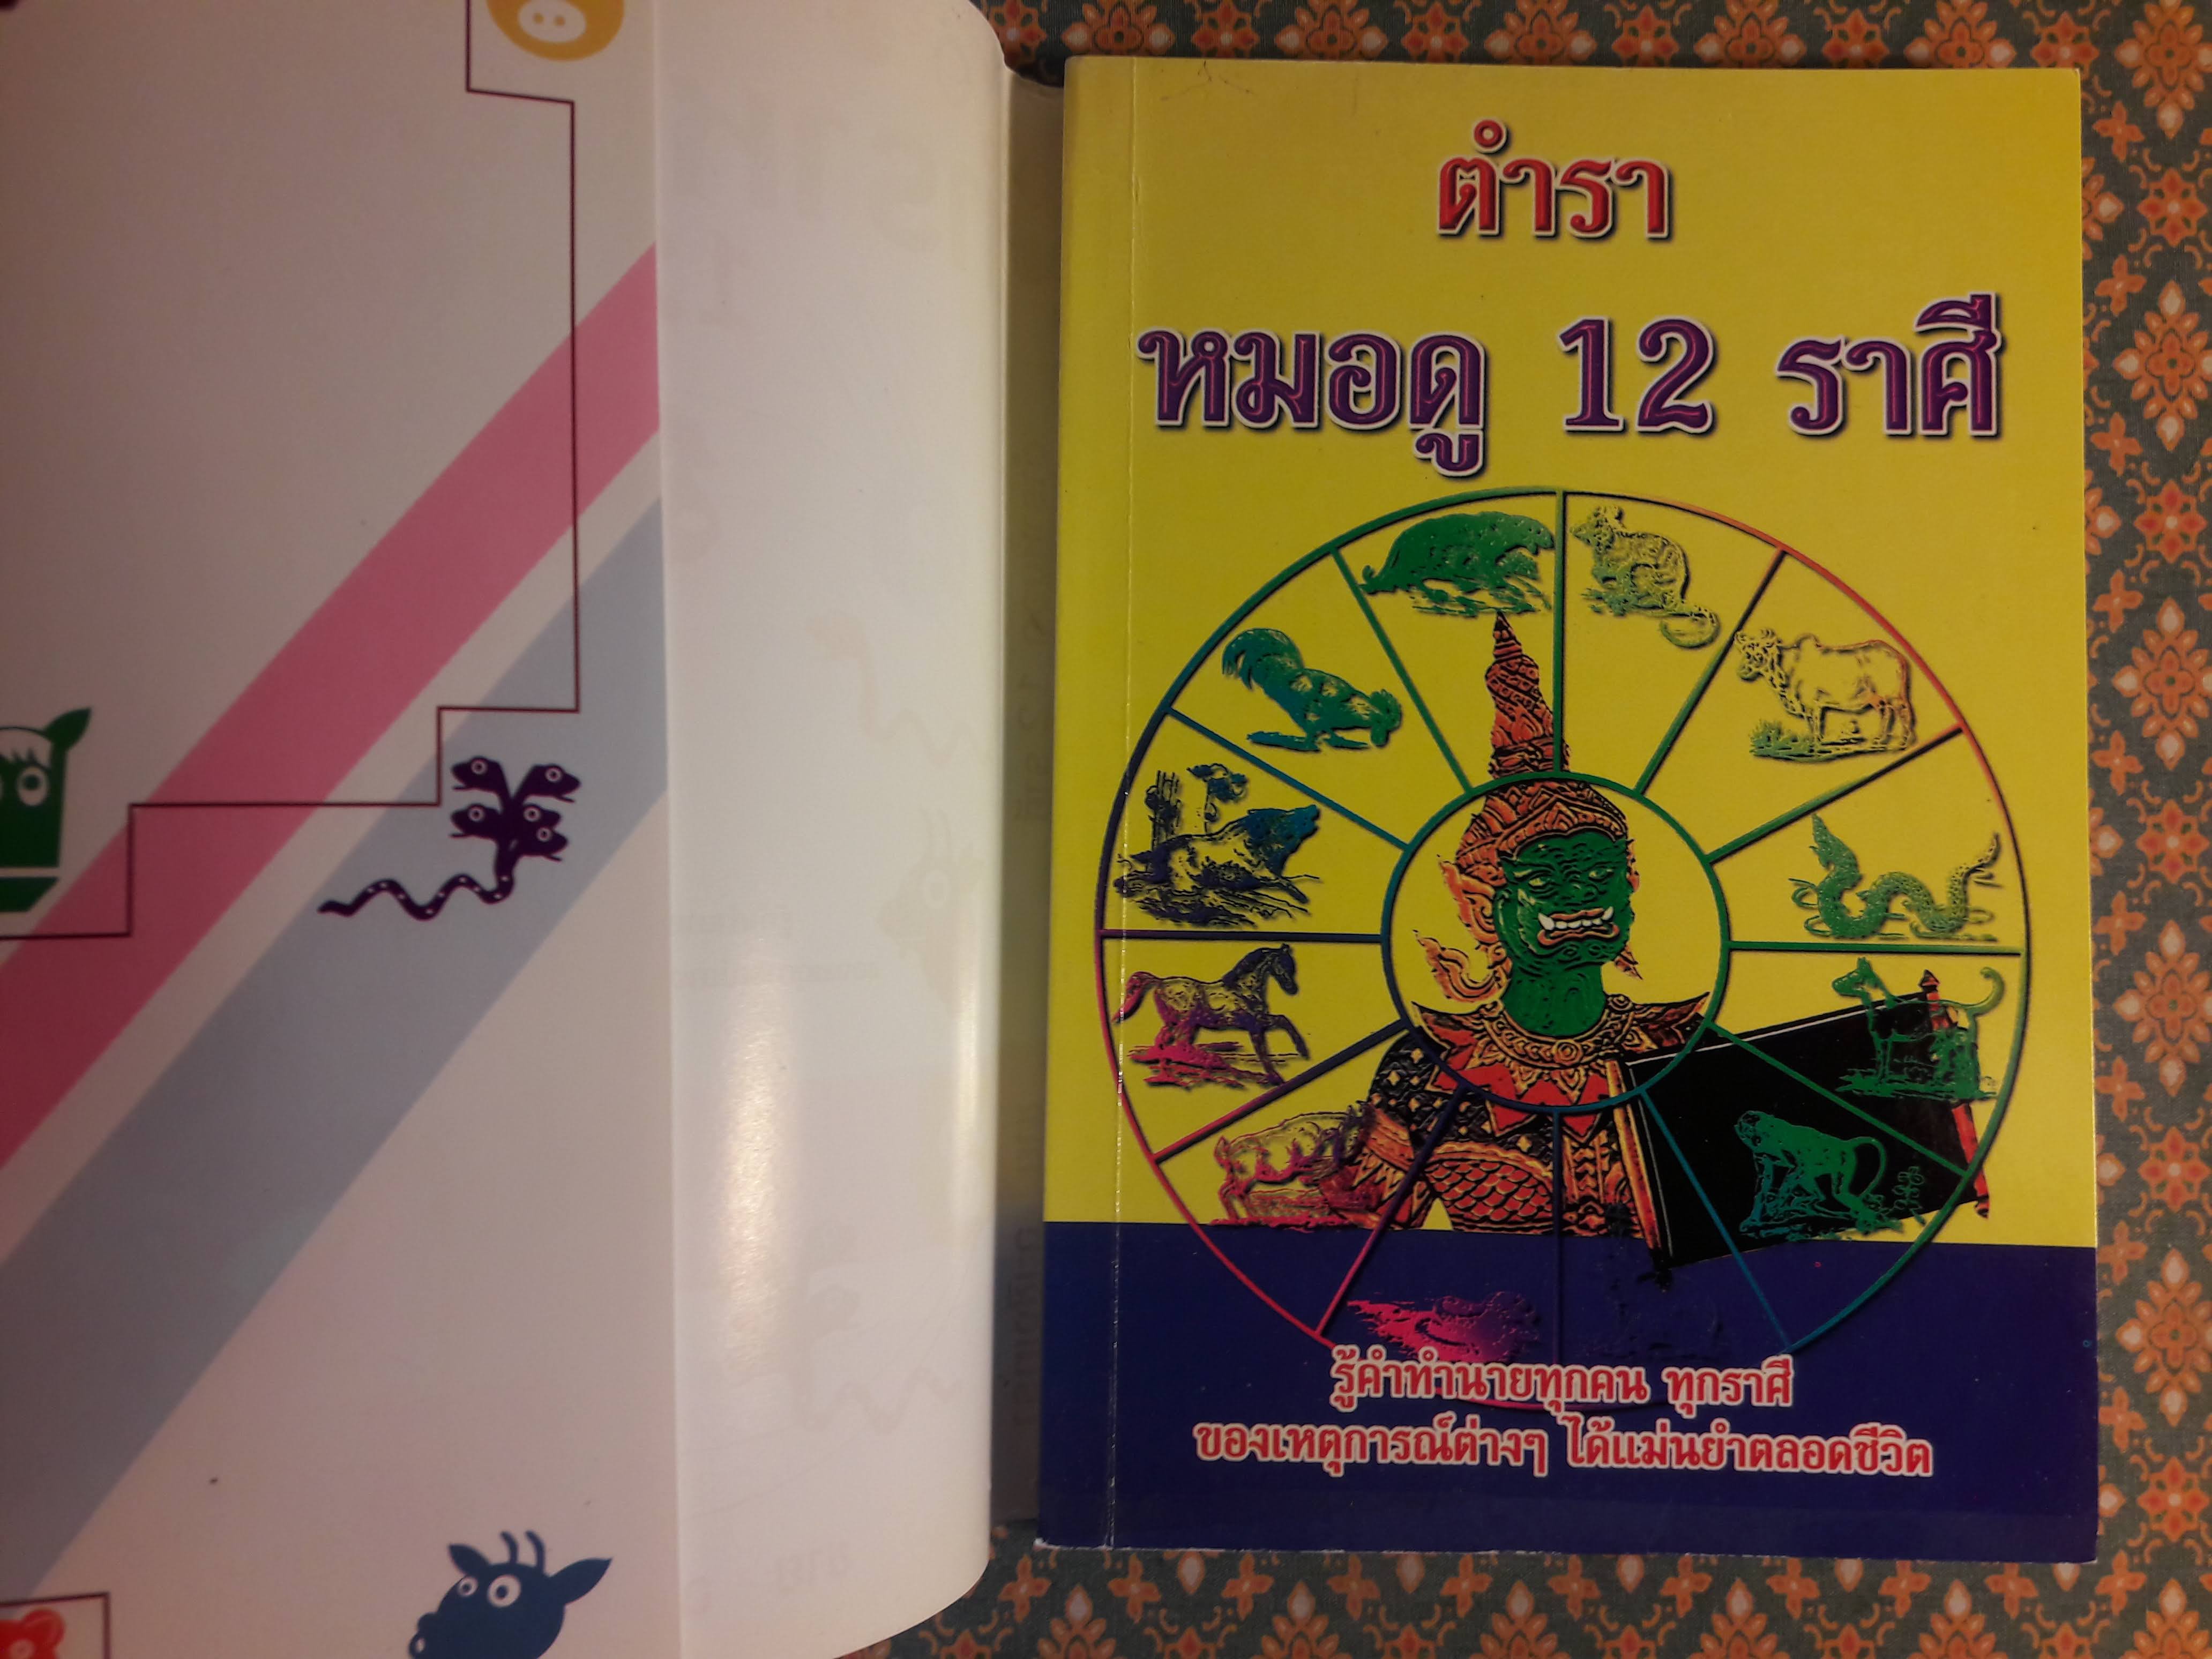 ตำรา
หมอดู 12 ราศี
รู้คำทำนายทุกคน ทุกราศี
ของเหตุการณ์ต่างๆ ได้แม่นยำตลอดชีวิต